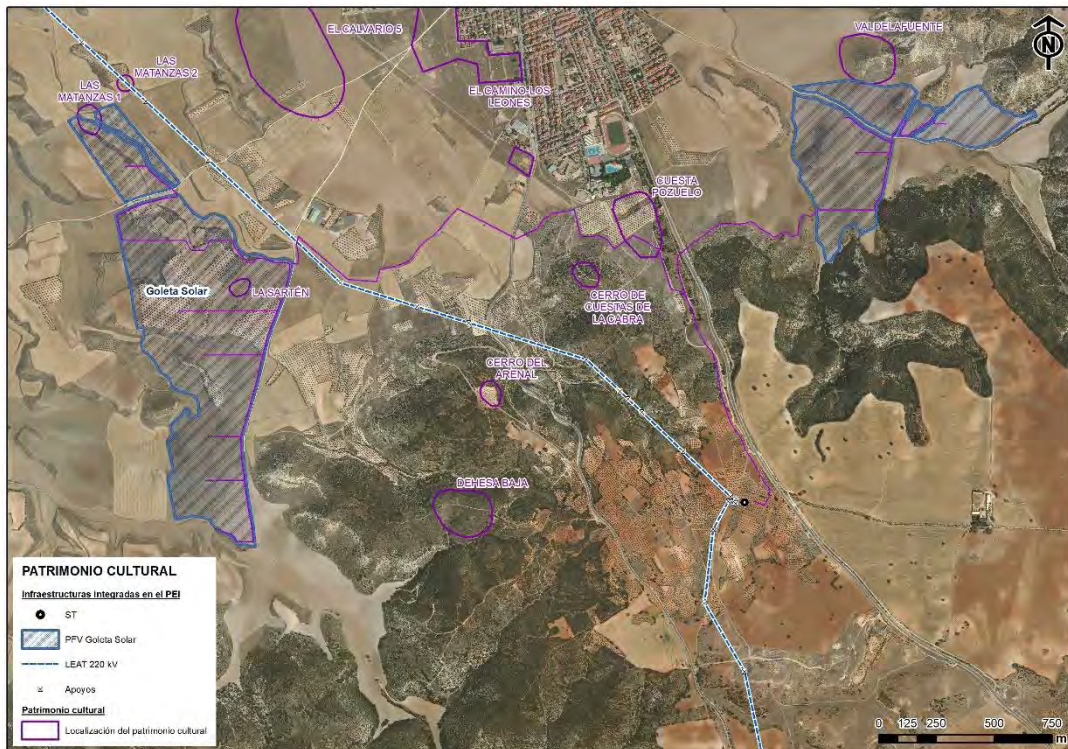 EL CALVARIO 5
VALDELAFUENTE
N
LAS
MATANZAS 2
LAS
MATANZAS 1
EL CAMINO-LOS
LEONES
CUESTA
POZUELO
Goleta Solar
LA SARTÉN
CERRO DE
CUESTAS DE
LA CABRA
CERRO DEL
ARENAL
DEHESA BAJA
PATRIMONIO CULTURAL
Infraestructuras integradas en el PEI
ST
PFV Goleta Solar
LEAT 220 kV
Apoyos
Patrimonio cultural
Localización del patrimonio cultural
0 125 250 500 750
m